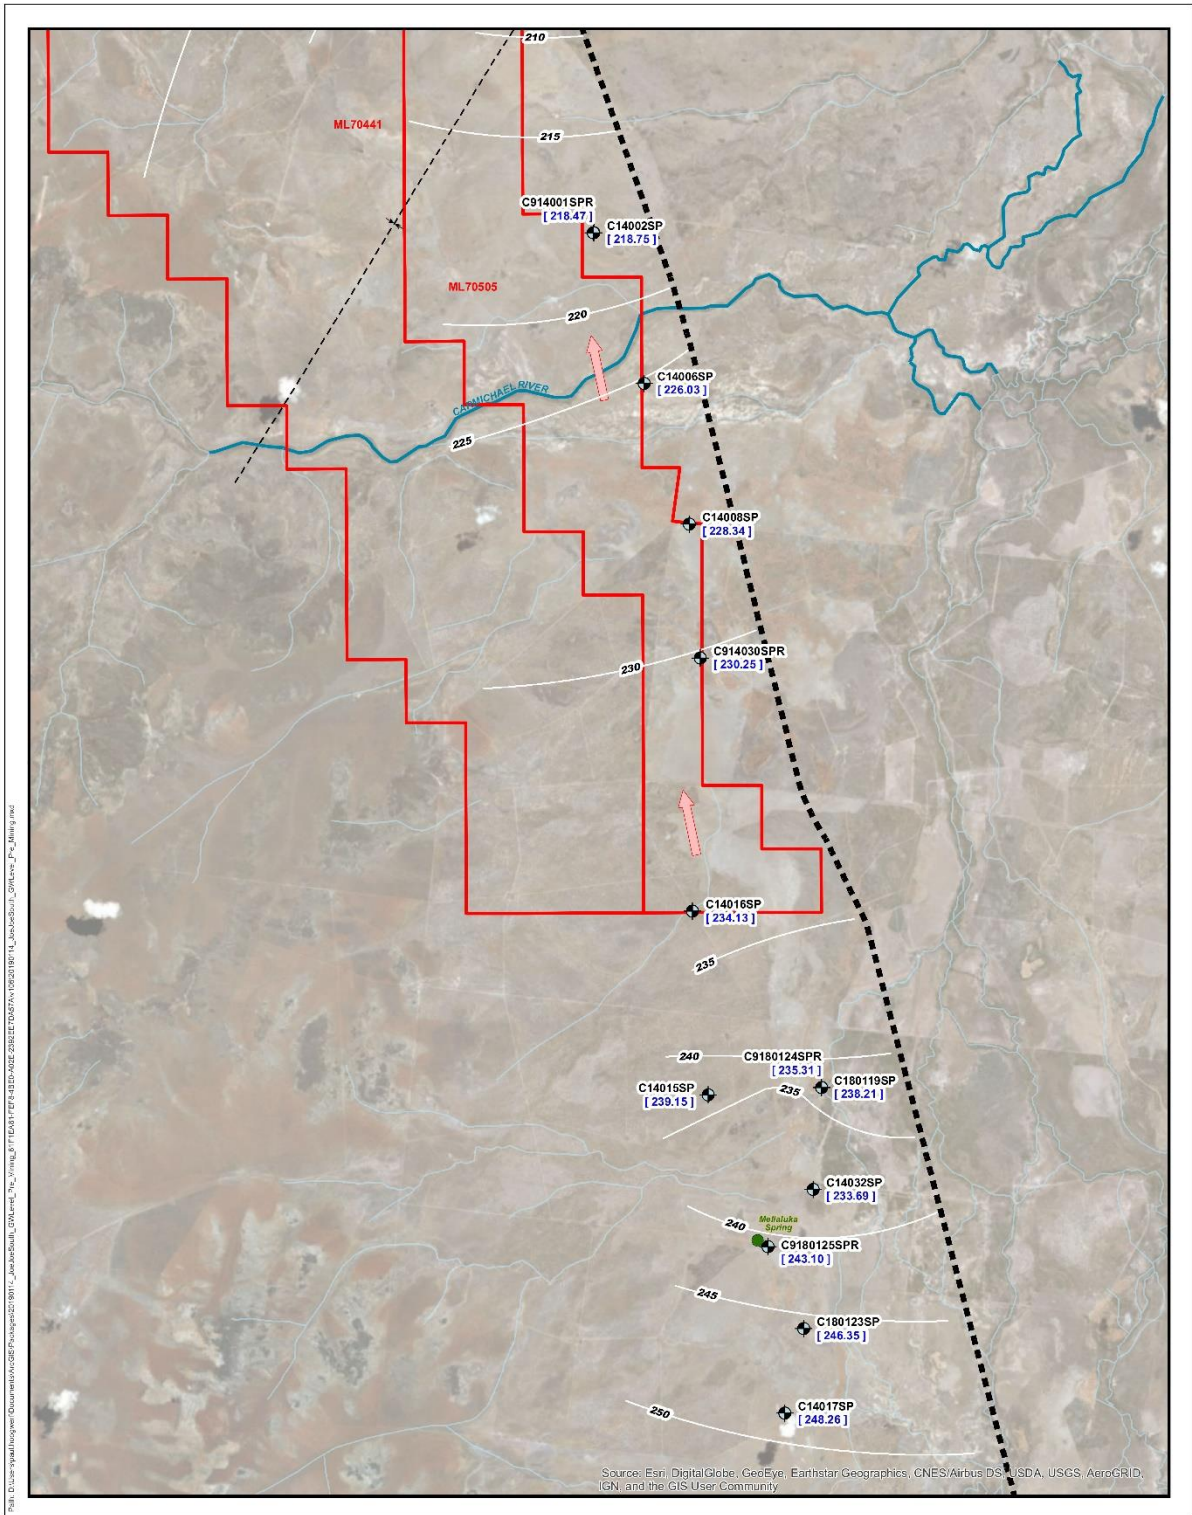 210
ML70441
215
C914001SPR
[ 218.47 ]
C14002SP
[ 218.75 ]
ML70505
220
C14006SP
[ 226.03 ]
CARMICHAEL RIVER
225
C14008SP
[ 228.34 ]
C914030SPR
[ 230.25 ]
230
C14016SP
[ 234.13 ]
235
240
C9180124SPR
[ 235.31 ]
C14015SP
[ 239.15 ]
C180119SP
[ 238.21 ]
235
C14032SP
[ 233.69 ]
240
Mellaluka
Spring
C9180125SPR
[ 243.10 ]
245
C180123SP
[ 246.35 ]
250
C14017SP
[ 248.26 ]
Source: Esri, DigitalGlobe, GeoEye, Earthstar Geographics, CNES/Airbus DS, USDA, USGS, AeroGRID,
IGN, and the GIS User Community